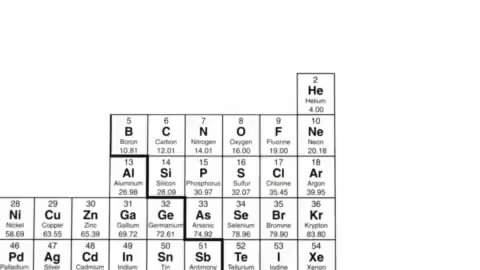 2
He
Helium
4.00
5 6 7 8 9 10
B C N O F Ne
Boron Carbon Nitrogen Oxygen Fluorine Neon
10.81 12.01 14.01 16.00 19.00 20.18
13 14 15 16 17 18
Al Si P S Cl Ar
Aluminum Silicon Phosphorus Sulfur Chlorine Argon
26.98 28.09 30.97 32.07 35.45 39.95
28 29 30 31 32 33 34 35 36
Ni Cu Zn Ga Ge As Se Br Kr
Nickel Copper Zinc Gallium Germanium Arsenic Selenium Bromine Krypton
58.69 63.55 65.39 69.72 72.61 74.92 78.96 79.90 83.80
46 47 48 49 50 51 52 53 54
Pd Ag Cd In Sn Sb Te I Xe
Palladium Silver Cadmium Indium Tin Antimony Tellurium Iodine Xenon